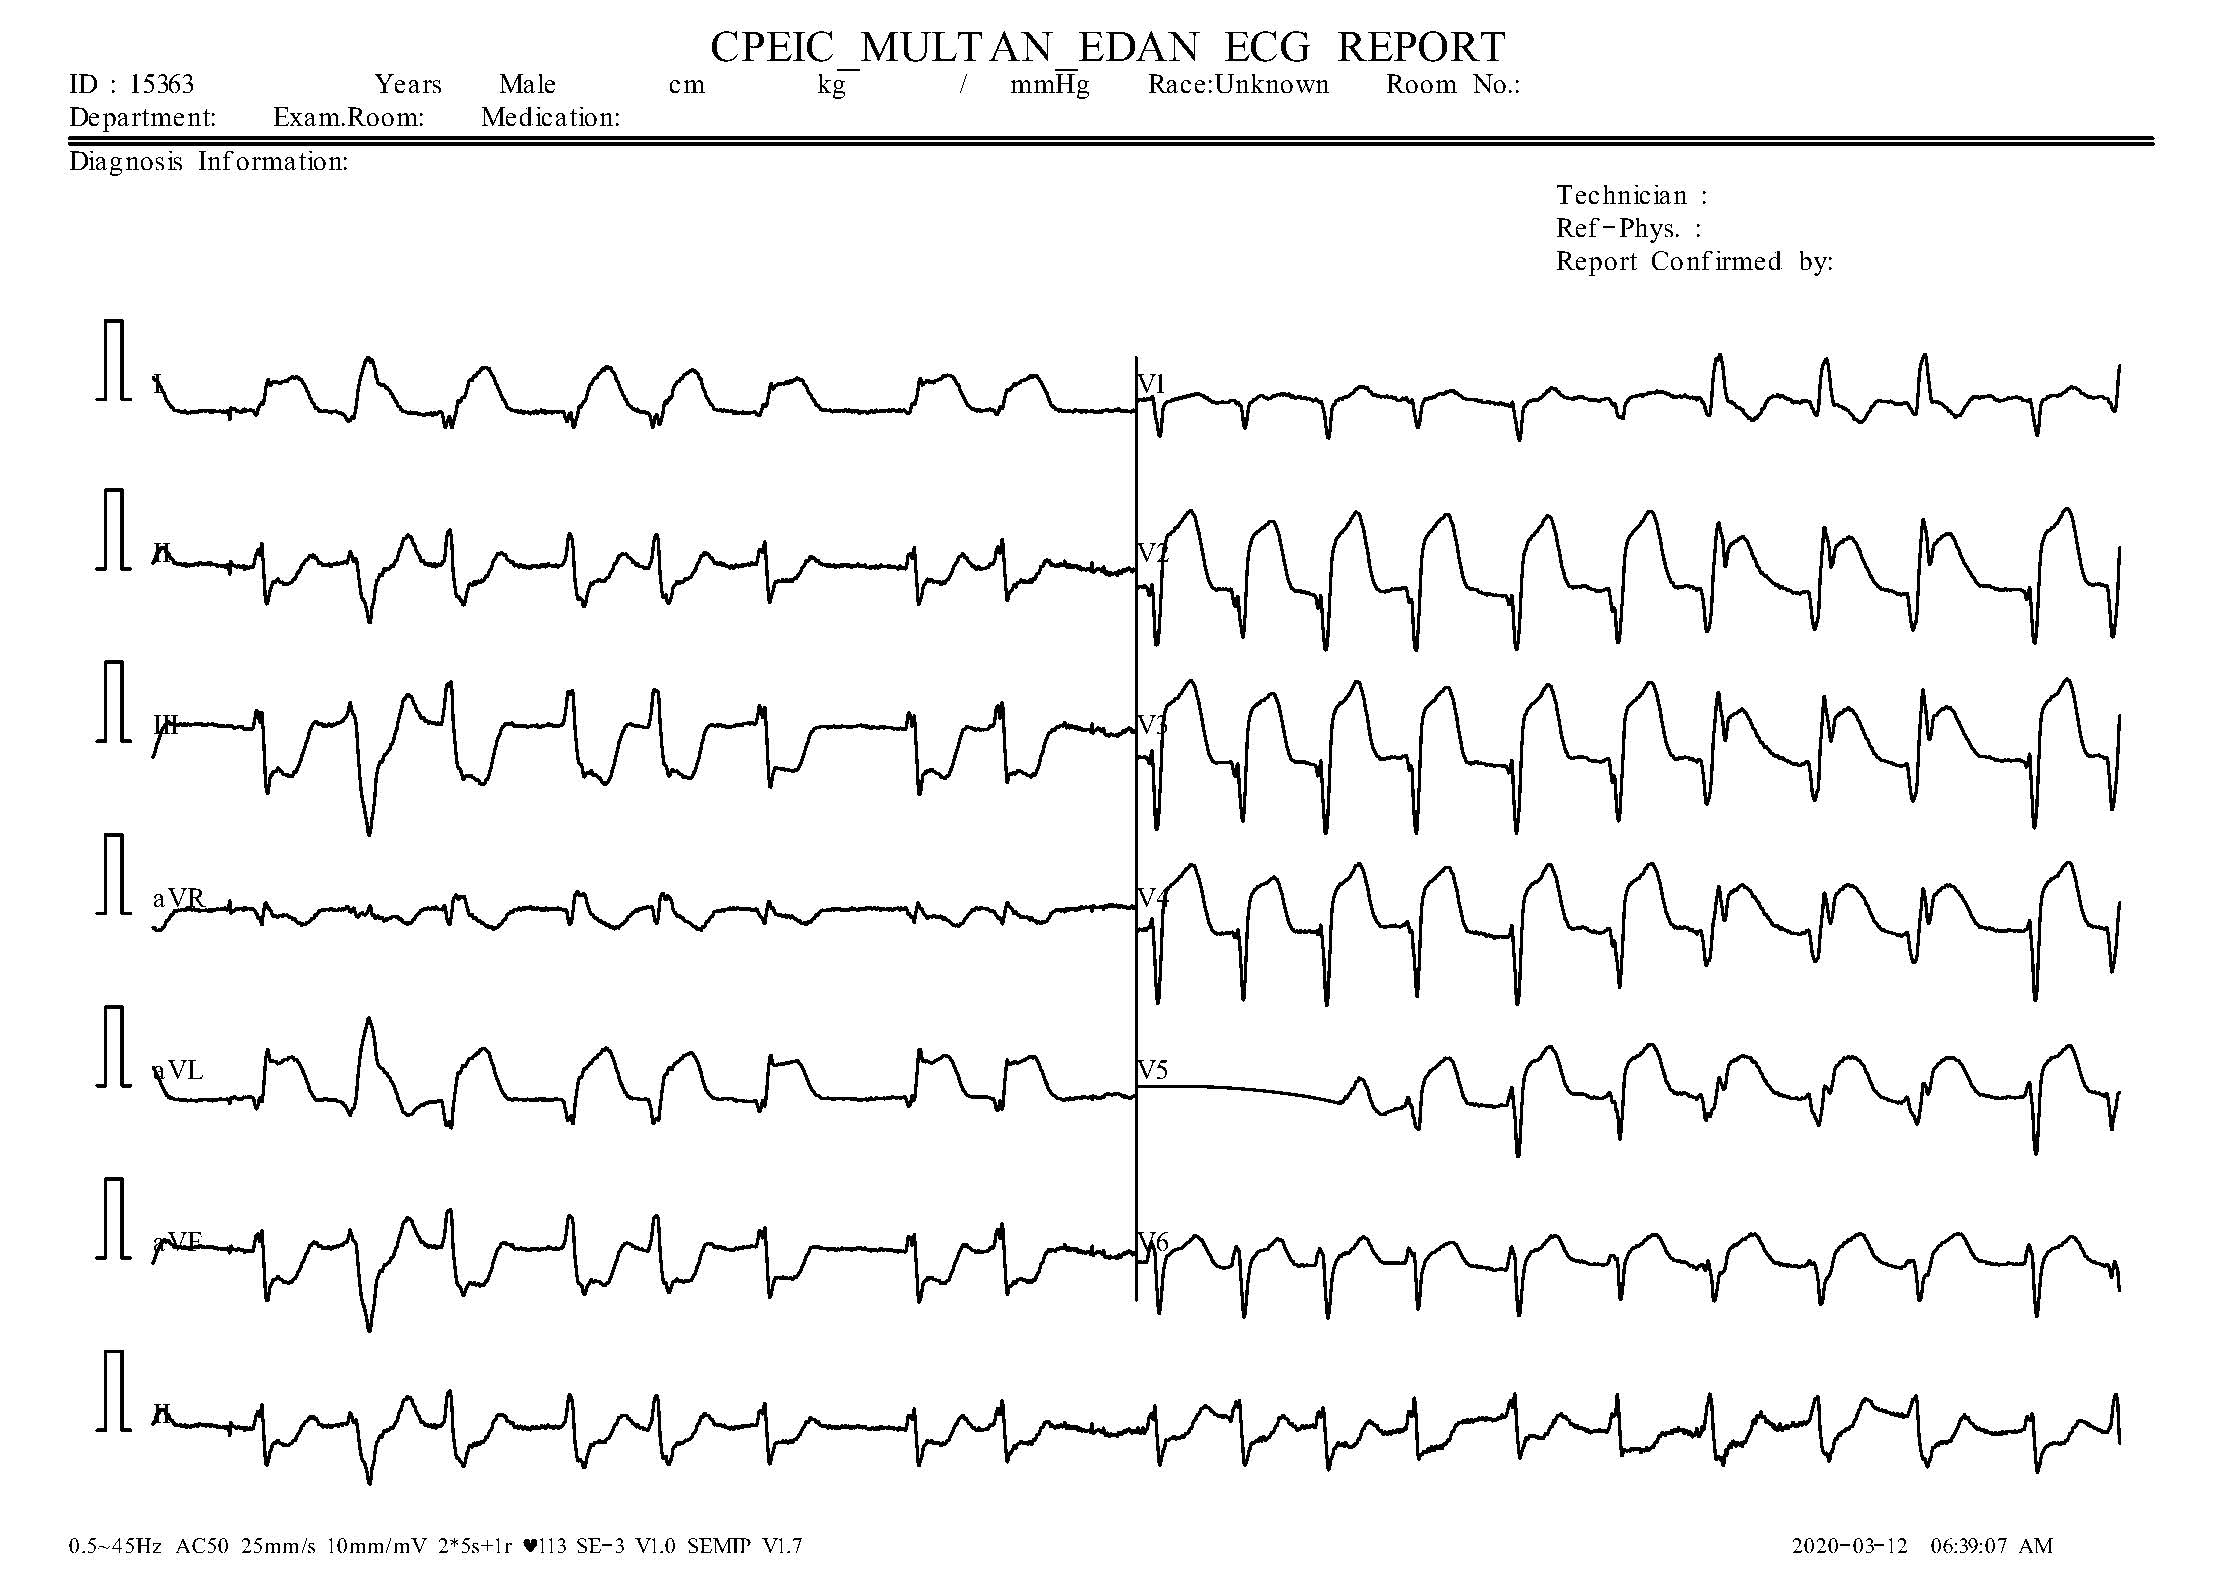 CPEIC_MULTAN_EDAN ECG REPORT
ID : 15363 Years Male cm kg / mmHg Race:Unknown Room No.:
Department: Exam.Room: Medication:
Diagnosis Information:
Technician :
Ref-Phys. :
Report Confirmed by:
I V1
II V2
III V3
aVR V4
aVL V5
aVF V6
II
0.5~45Hz AC50 25mm/s 10mm/mV 2*5s+1r ♥113 SE-3 V1.0 SEMIP V1.7 2020-03-12 06:39:07 AM